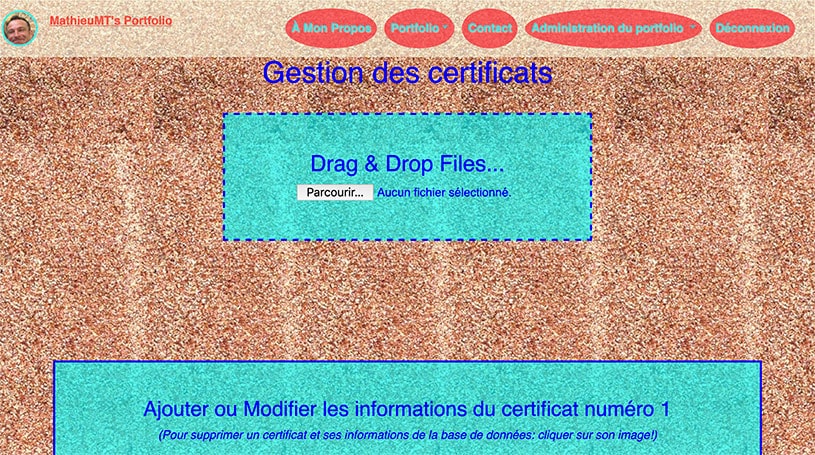 MathieuMT's Portfolio
À Mon Propos
Portfolio
Contact
Administration du portfolio
Déconnexion
Gestion des certificats
Drag & Drop Files...
Parcourir... Aucun fichier sélectionné.
Ajouter ou Modifier les informations du certificat numéro 1
(Pour supprimer un certificat et ses informations de la base de données: cliquer sur son image!)